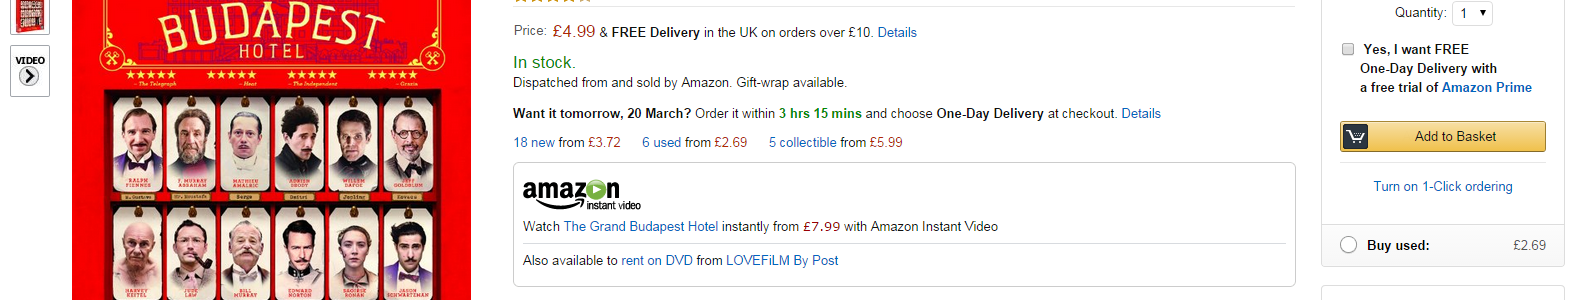 VIDEO
BUDAPEST
HOTEL
★★★★★ ★★★★ ★★★★ ★★★★
– The Telegraph – Heat – The Independent – Grazia
RALPH FIENNES F. MURRAY ABRAHAM MATHIEU AMALRIC ADRIEN BRODY WILLEM DAFOE JEFF GOLDBLUM
M. Gustave Mr. Moustafa Serge Dmitri Jopling Kovacs
HARVEY KEITEL JUDE LAW BILL MURRAY EDWARD NORTON SAOIRSE RONAN JASON SCHWARTZMAN
Price: £4.99 & FREE Delivery in the UK on orders over £10. Details
In stock.
Dispatched from and sold by Amazon. Gift-wrap available.
Want it tomorrow, 20 March? Order it within 3 hrs 15 mins and choose One-Day Delivery at checkout. Details
18 new from £3.72 6 used from £2.69 5 collectible from £5.99
amazon
instant video
Watch The Grand Budapest Hotel instantly from £7.99 with Amazon Instant Video
Also available to rent on DVD from LOVEFiLM By Post
Quantity: 1
Yes, I want FREE
One-Day Delivery with
a free trial of Amazon Prime
Add to Basket
Turn on 1-Click ordering
Buy used: £2.69